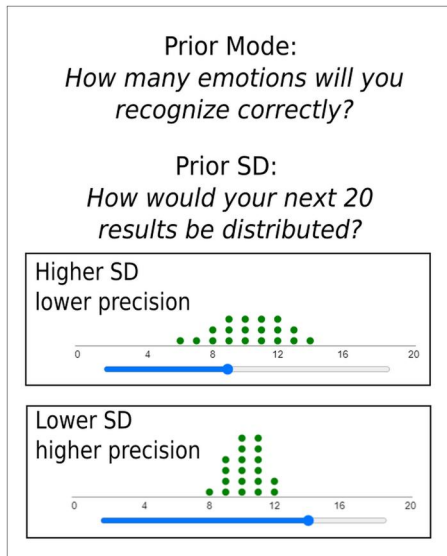 Prior Mode:
How many emotions will you
recognize correctly?
Prior SD:
How would your next 20
results be distributed?
Higher SD
lower precision
0 4 8 12 16 20
Lower SD
higher precision
0 4 8 12 16 20